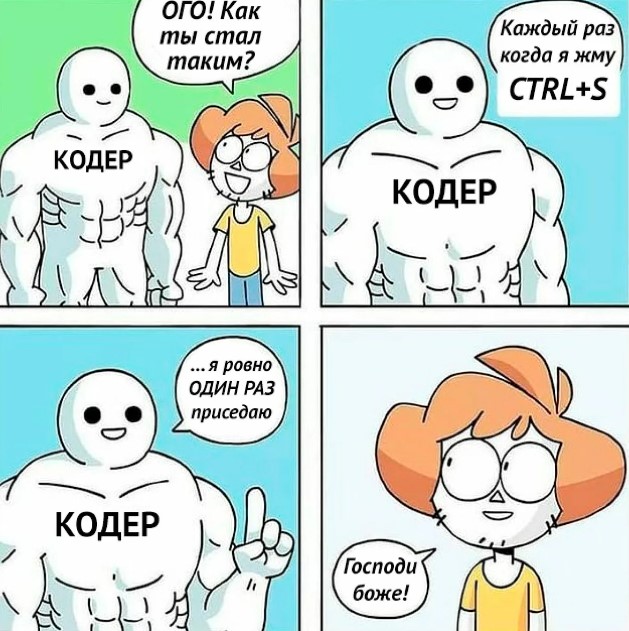 ОГО! Как
ты стал
таким?
КОДЕР
Каждый раз
когда я жму
CTRL+S
КОДЕР
...я ровно
ОДИН РАЗ
приседаю
КОДЕР
Господи
боже!